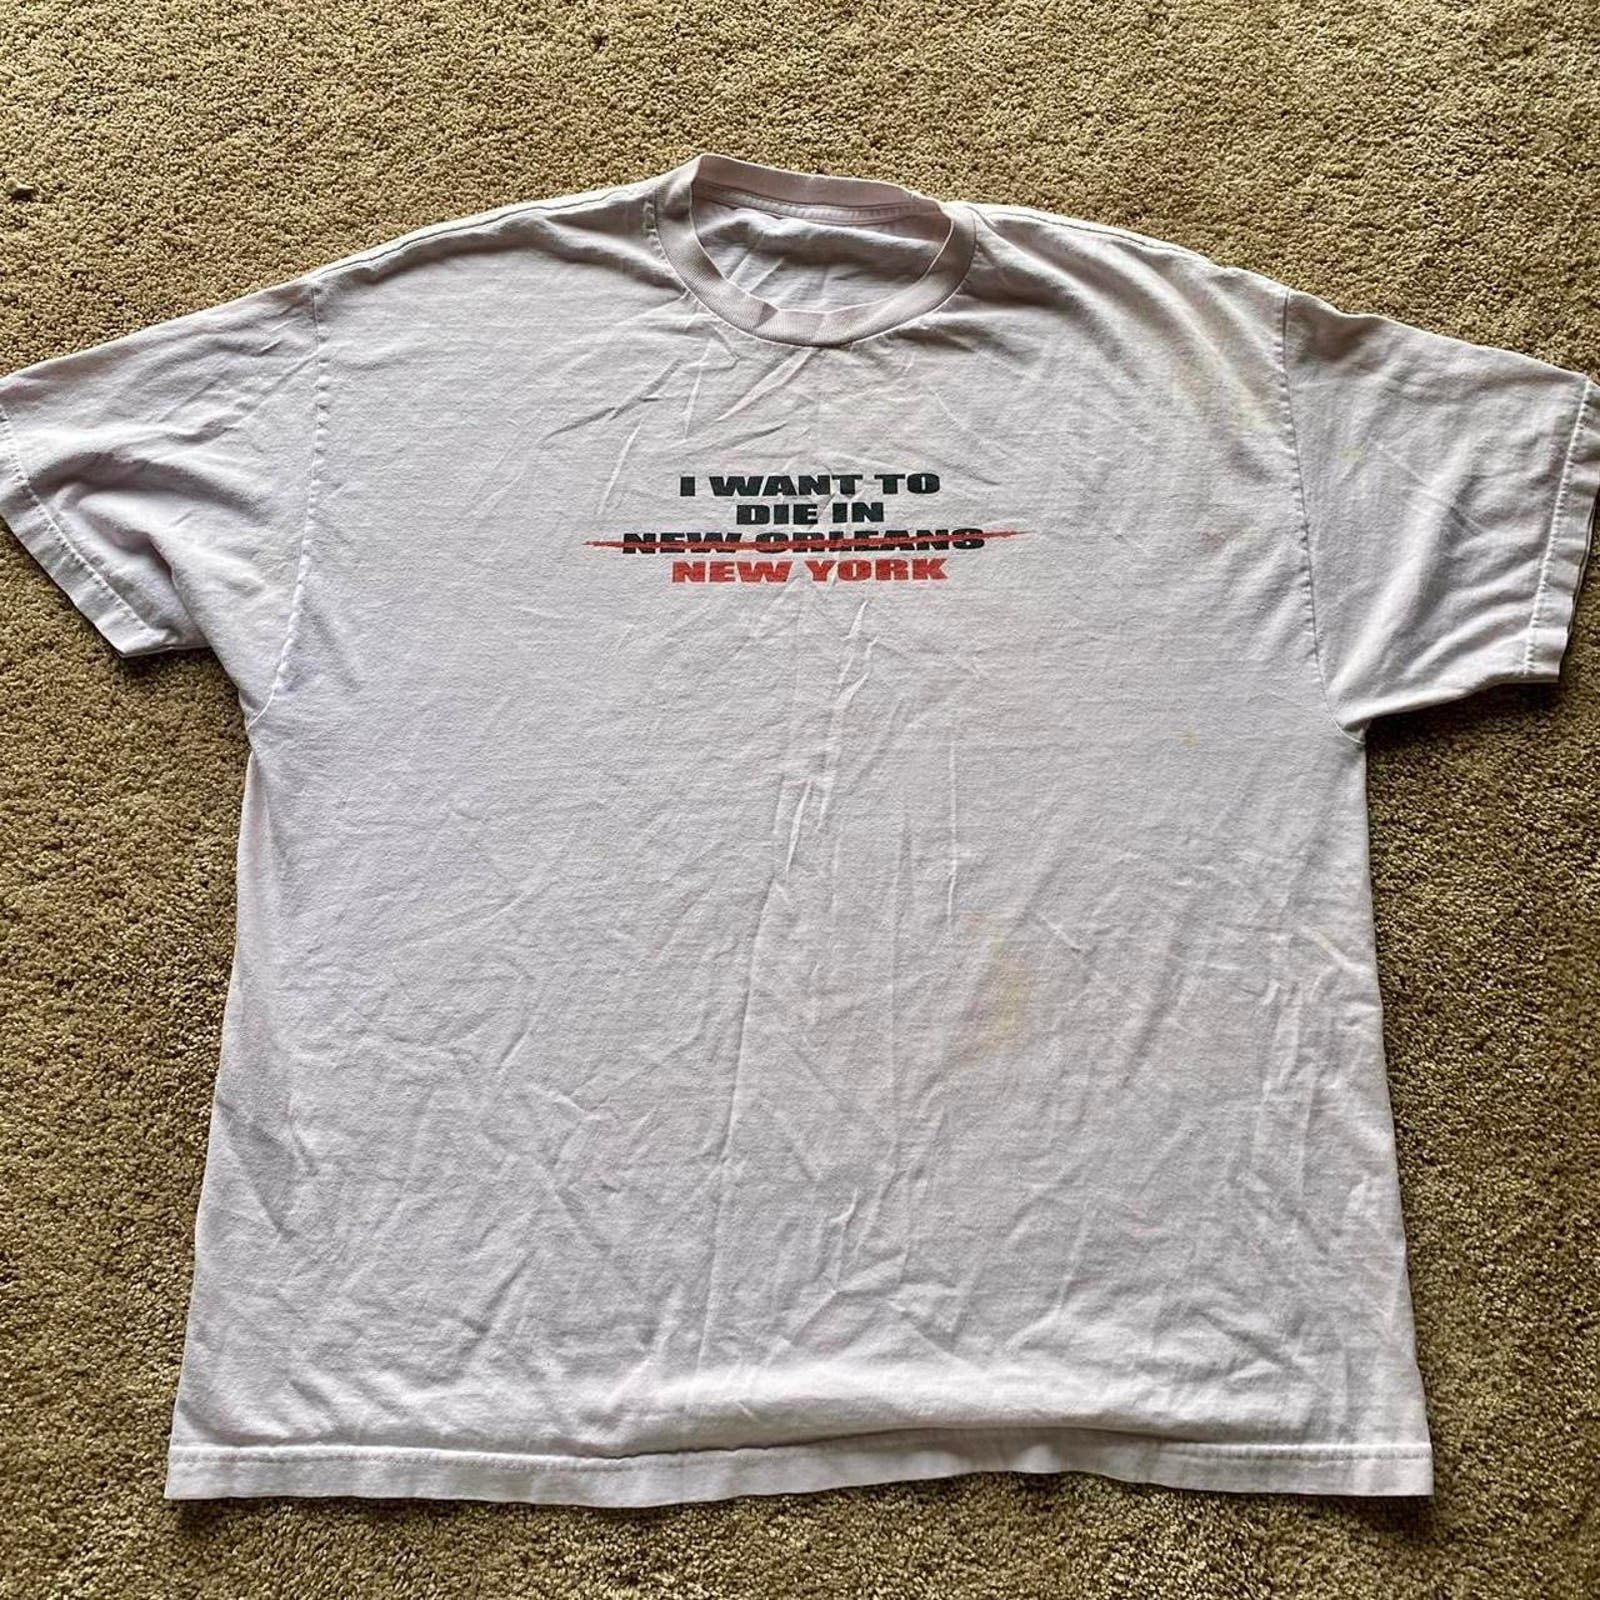 I WANT TO
DIE IN
NEW ORLEANS
NEW YORK